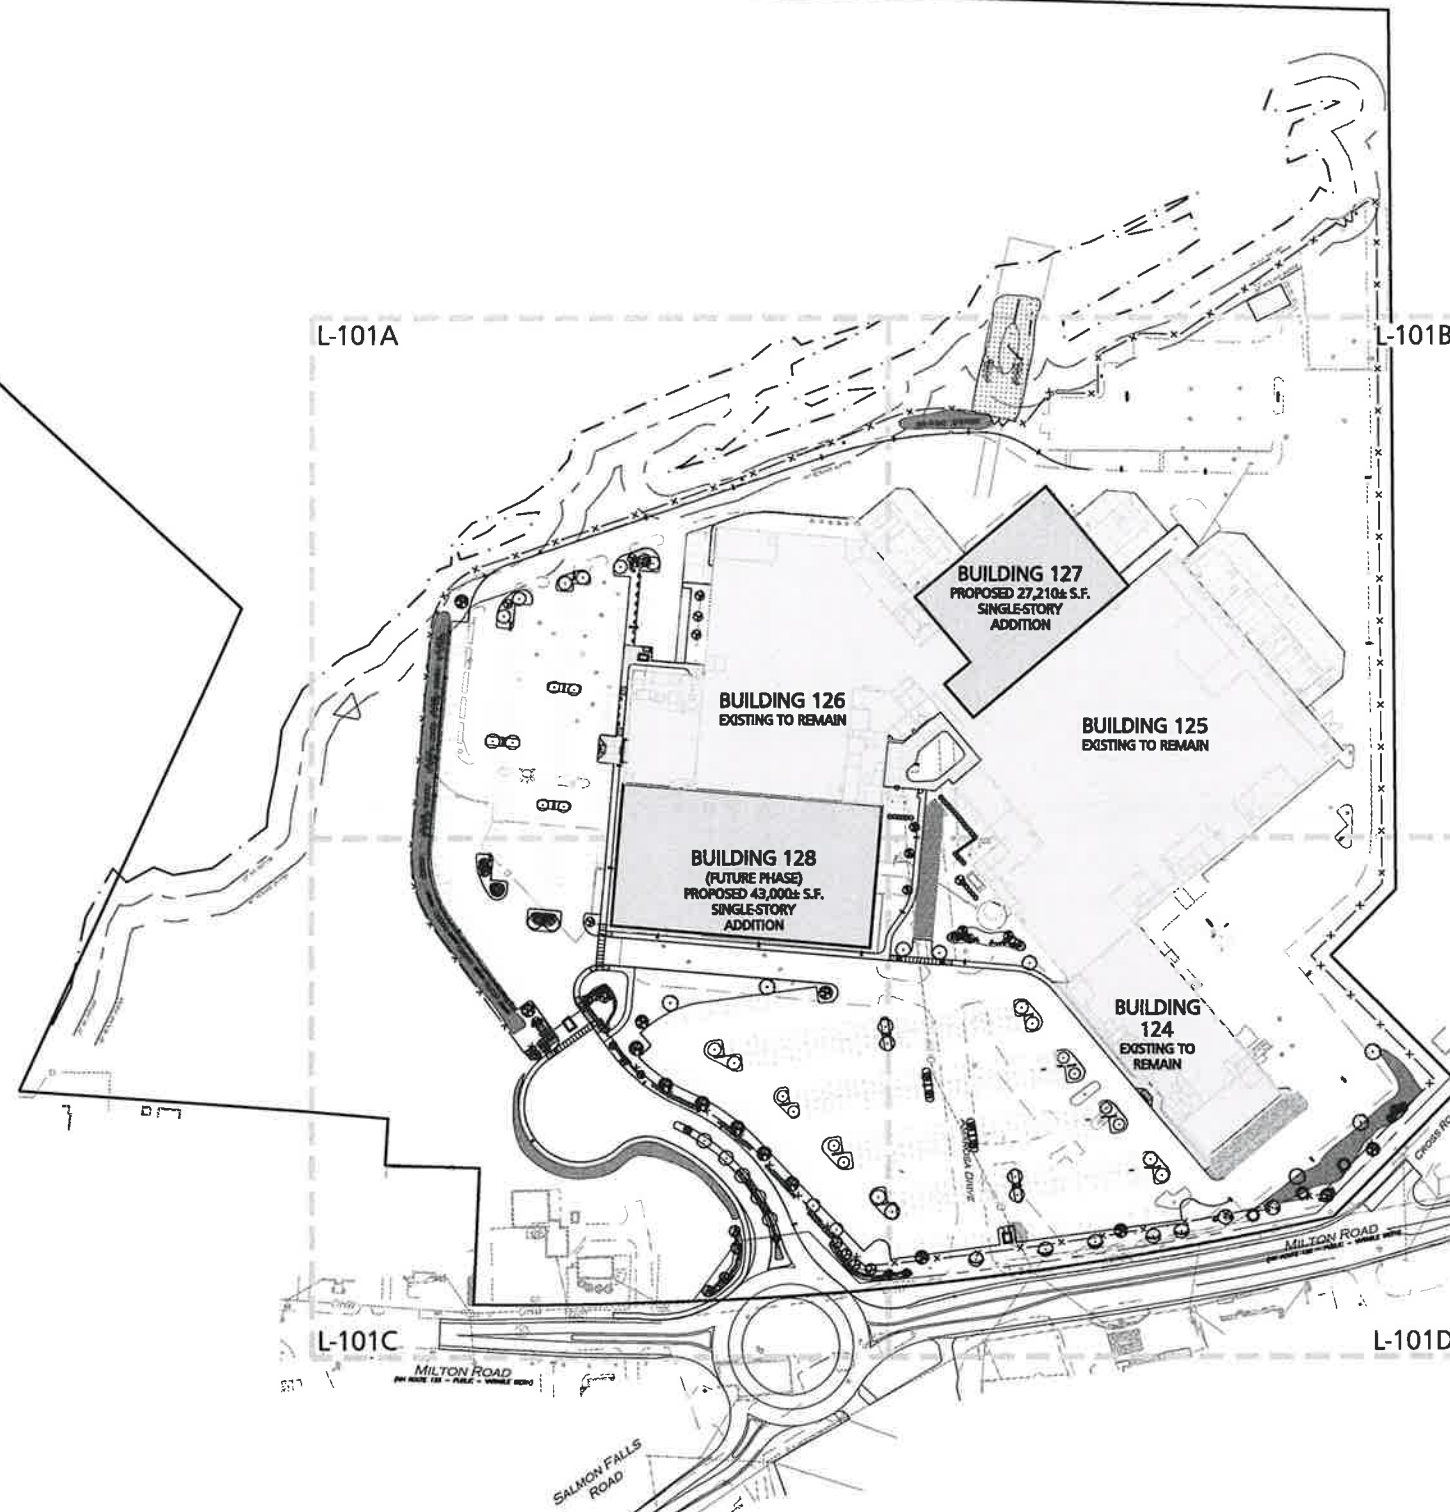 L-101A
L-101B
BUILDING 127
PROPOSED 27,210± S.F.
SINGLE-STORY
ADDITION
BUILDING 126
EXISTING TO REMAIN
BUILDING 125
EXISTING TO REMAIN
BUILDING 128
(FUTURE PHASE)
PROPOSED 43,000± S.F.
SINGLE-STORY
ADDITION
BUILDING
124
EXISTING TO
REMAIN
CROSS RO
MILTON ROAD
L-101C
L-101D
MILTON ROAD
SALMON FALLS
ROAD